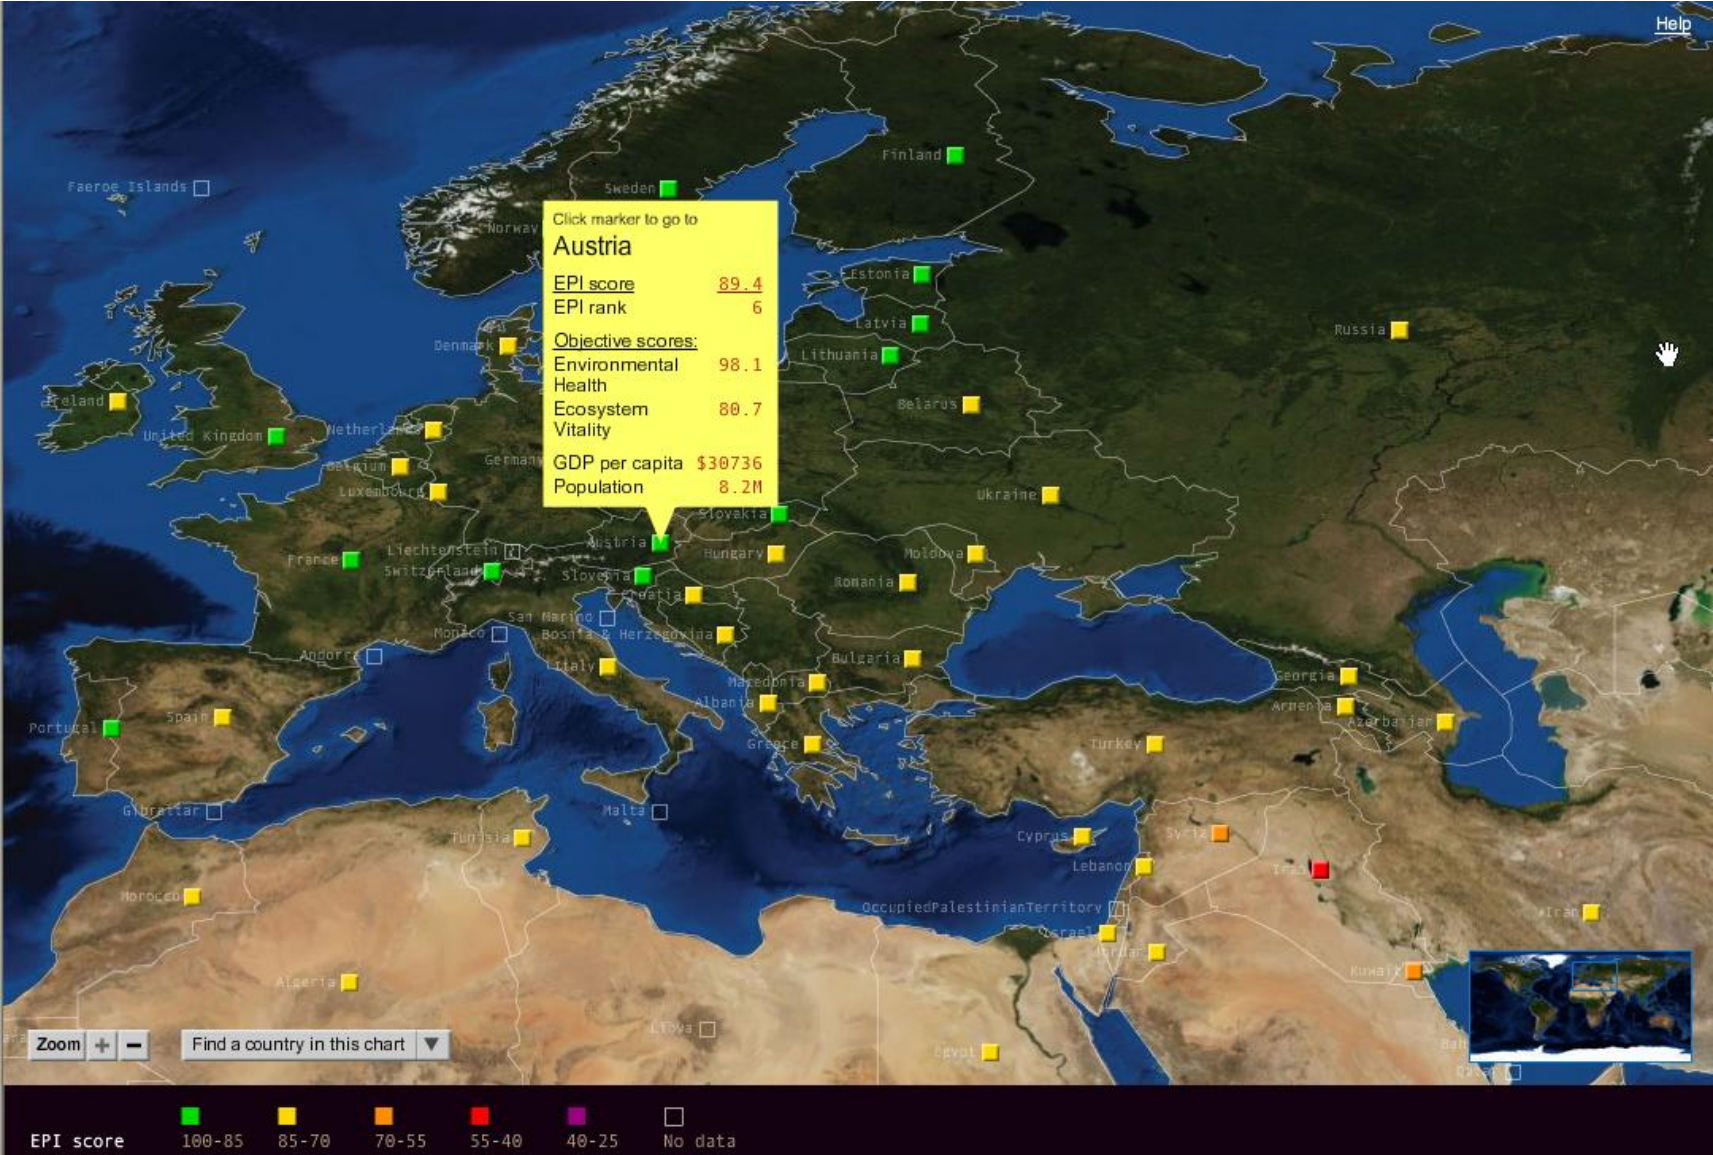 Help
Finland
Faeroe Islands
Sweden
Click marker to go to
Norway
Austria
Estonia
EPI score 89.4
EPI rank 6
Latvia
Russia
Objective scores:
Denmark
Lithuania
Environmental 98.1
Health
Ireland
Belarus
Ecosystem 80.7
Vitality
United Kingdom
Netherlands
Germany
GDP per capita $30736
Belgium
Population 8.2M
Luxembourg
Ukraine
Slovakia
Austria
Liechtenstein
Hungary
Moldova
France
Switzerland
Slovenia
Romania
Croatia
San Marino
Monaco
Bosnia & Herzegovina
Andorra
Italy
Bulgaria
Georgia
Macedonia
Albania
Armenia
Spain
Azerbaijan
Portugal
Greece
Turkey
Gibraltar
Malta
Tunisia
Cyprus
Syria
Lebanon
Iraq
Morocco
OccupiedPalestinianTerritory
Iran
Israel
Jordan
Kuwait
Algeria
Libya
Zoom + −
Find a country in this chart
Egypt
Bah
Qatar
EPI score 100-85 85-70 70-55 55-40 40-25 No data